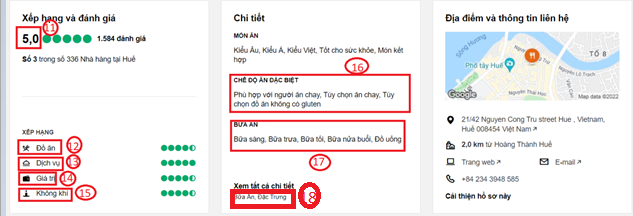 Xếp hạng và đánh giá
11
5,0 1.584 đánh giá
Số 3 trong số 336 Nhà hàng tại Huế
XẾP HẠNG
Đồ ăn 12
Dịch vụ 13
Giá trị 14
Không khí 15
Chi tiết
MÓN ĂN
Kiểu Âu, Kiểu Á, Kiểu Việt, Tốt cho sức khỏe, Món kết
hợp
16
CHẾ ĐỘ ĂN ĐẶC BIỆT
Phù hợp với người ăn chay, Tùy chọn ăn chay, Tùy
chọn đồ ăn không có gluten
BỮA ĂN
Bữa sáng, Bữa trưa, Bữa tối, Bữa nửa buổi, Đồ uống
17
Xem tất cả chi tiết
Bữa Ăn, Đặc Trưng 18
Địa điểm và thông tin liên hệ
Phố Tây Huế
TỔ 8
Map data ©2022
21/42 Nguyen Cong Tru street Hue , Vietnam,
Huế 008454 Việt Nam
2,0 km từ Hoàng Thành Huế
Trang web E-mail
+84 234 3948 585
Cải thiện hồ sơ này